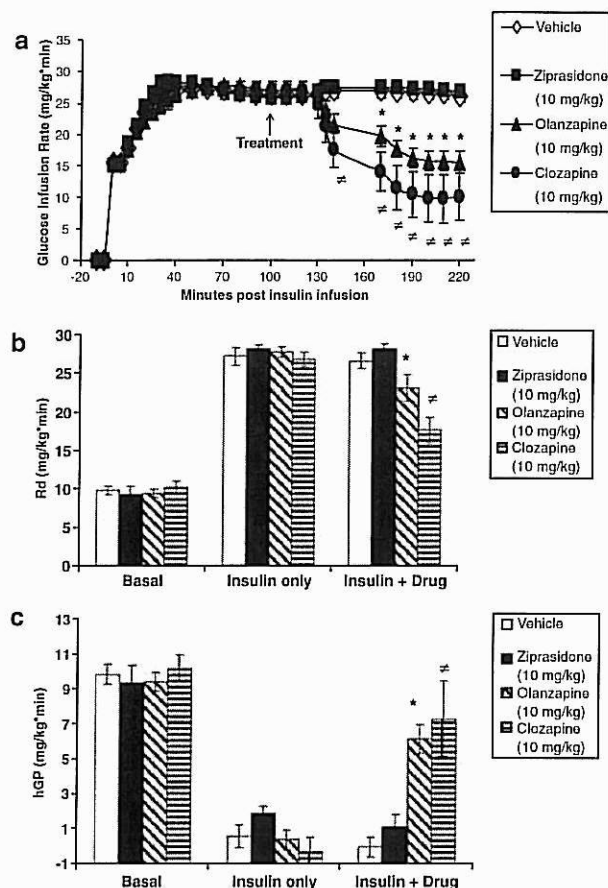 a
Glucose Infusion Rate (mg/kg*min)
35
30
25
20
15
10
5
0
Treatment
* * * * * *
≠ ≠ ≠ ≠ ≠ ≠ ≠
-20 10 40 70 100 130 160 190 220
Minutes post insulin infusion
Vehicle
Ziprasidone
(10 mg/kg)
Olanzapine
(10 mg/kg)
Clozapine
(10 mg/kg)
b
Rd (mg/kg*min)
30
25
20
15
10
5
0
*
≠
Basal Insulin only Insulin + Drug
Vehicle
Ziprasidone
(10 mg/kg)
Olanzapine
(10 mg/kg)
Clozapine
(10 mg/kg)
c
hGP (mg/kg*min)
13
11
9
7
5
3
1
-1
*
≠
Basal Insulin only Insulin + Drug
Vehicle
Ziprasidone
(10 mg/kg)
Olanzapine
(10 mg/kg)
Clozapine
(10 mg/kg)